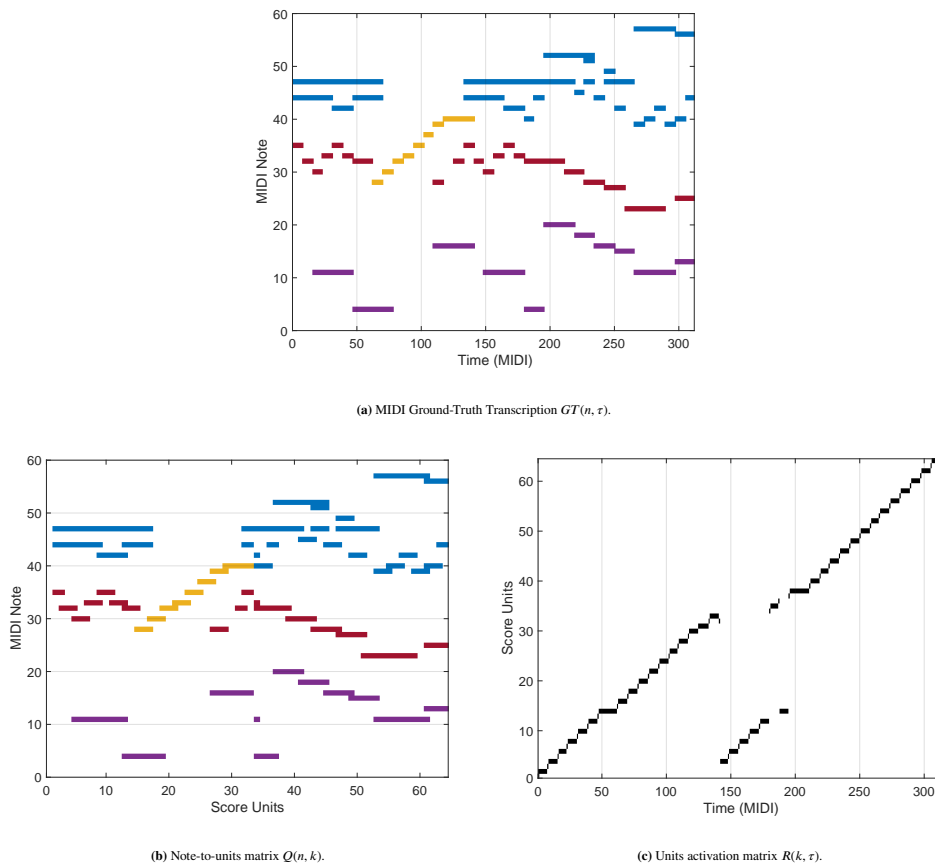 60
50
40
30
20
10
0
MIDI Note
0 50 100 150 200 250 300
Time (MIDI)
(a) MIDI Ground-Truth Transcription GT(n, τ).
60
50
40
30
20
10
0
MIDI Note
0 10 20 30 40 50 60
Score Units
(b) Note-to-units matrix Q(n, k).
60
50
40
30
20
10
0
Score Units
0 50 100 150 200 250 300
Time (MIDI)
(c) Units activation matrix R(k, τ).